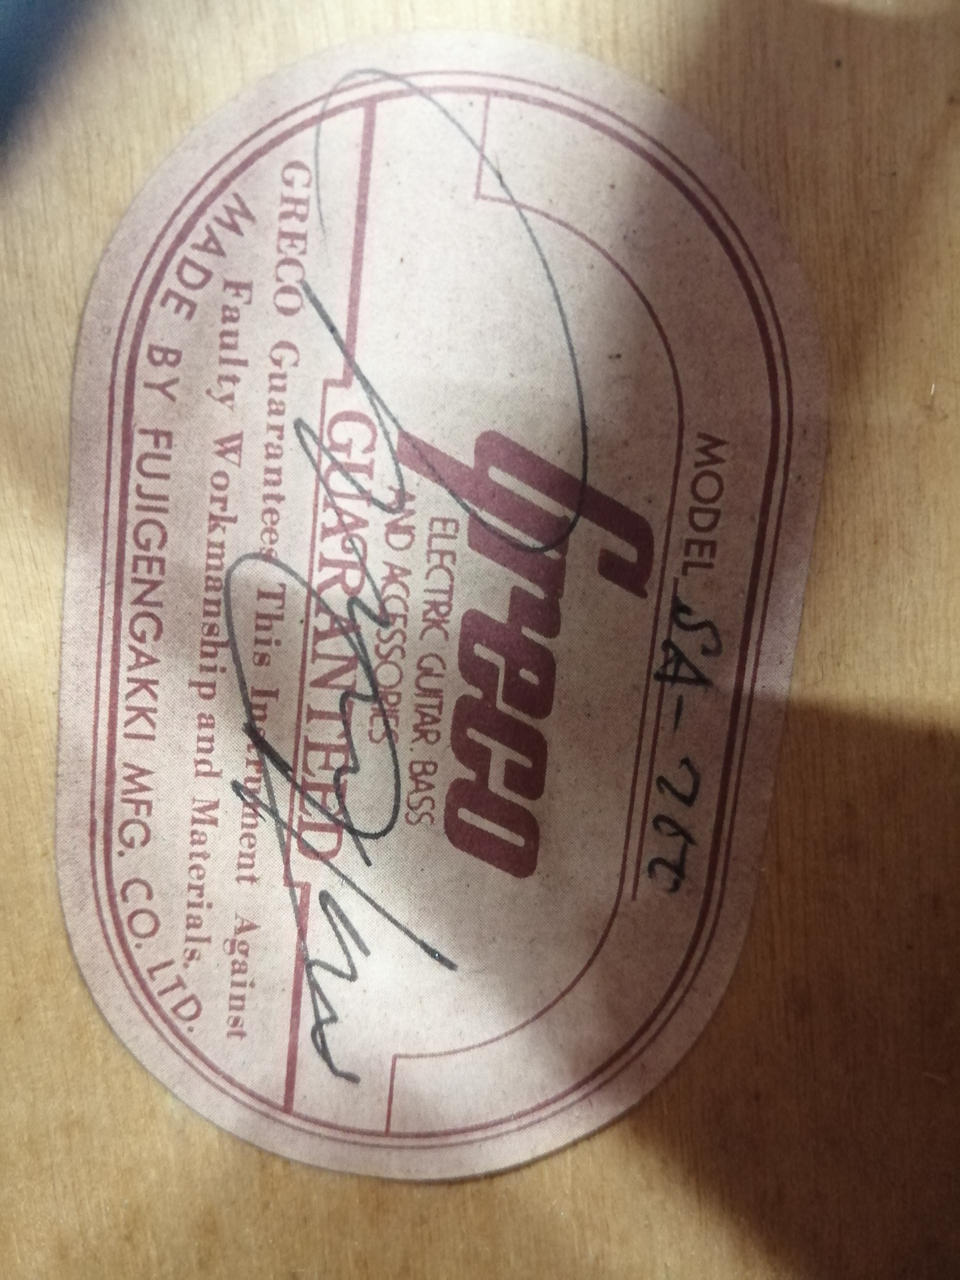 MODEL SA-
Greco
ELECTRIC GUITAR. BASS
AND ACCESSORIES
GUARANTEED
GRECO Guarantees This Instrument Against
Faulty Workmanship and Materials.
MADE BY FUJIGENGAKKI MFG. CO. LTD.